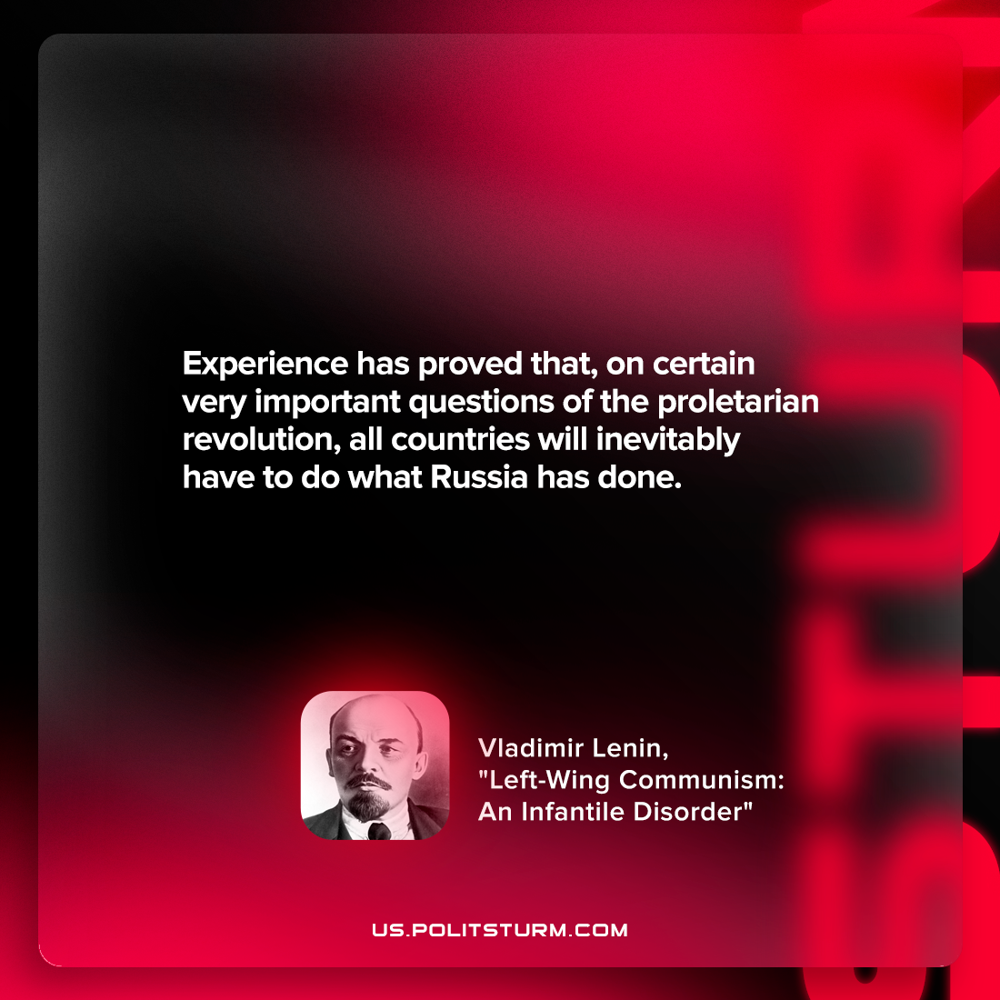 Experience has proved that, on certain
very important questions of the proletarian
revolution, all countries will inevitably
have to do what Russia has done.
Vladimir Lenin,
"Left-Wing Communism:
An Infantile Disorder"
US.POLITSTURM.COM